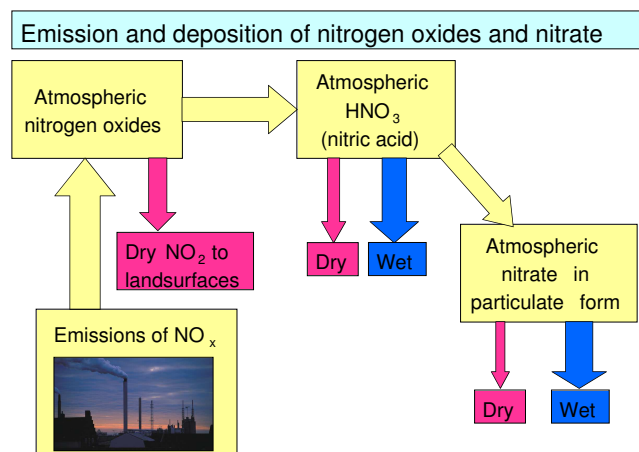 Emission and deposition of nitrogen oxides and nitrate
Atmospheric
nitrogen oxides
Atmospheric
HNO₃
(nitric acid)
Dry NO₂ to
landsurfaces
Dry
Wet
Atmospheric
nitrate in
particulate form
Emissions of NOₓ
Dry
Wet